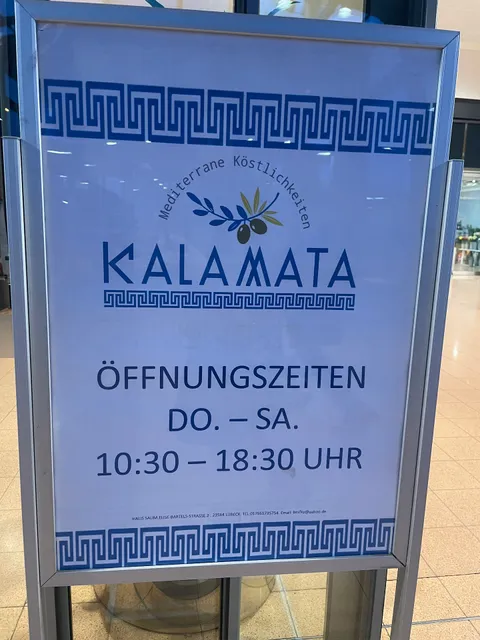 Mediterrane Köstlichkeiten
KALAMATA
ÖFFNUNGSZEITEN
DO. – SA.
10:30 – 18:30 UHR